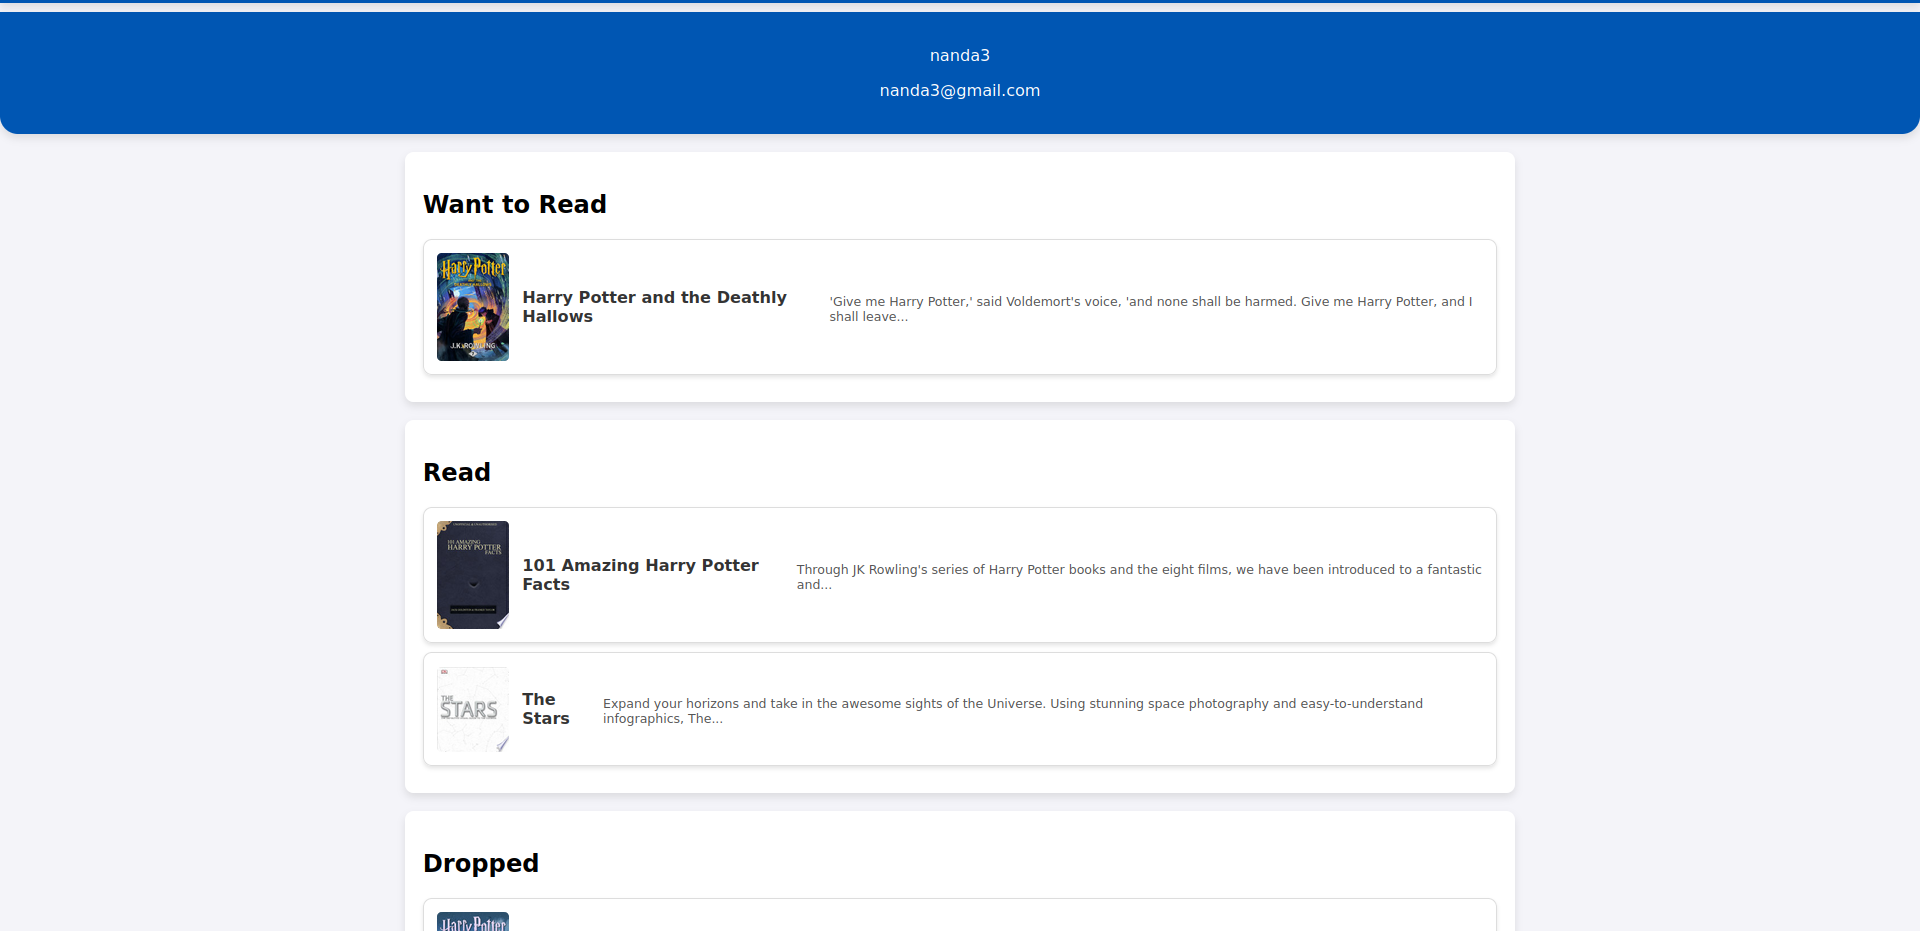 nanda3
nanda3@gmail.com
Want to Read
Harry Potter
J.K. ROWLING
Harry Potter and the Deathly
Hallows
'Give me Harry Potter,' said Voldemort's voice, 'and none shall be harmed. Give me Harry Potter, and I
shall leave...
Read
101 AMAZING
HARRY POTTER
FACTS
101 Amazing Harry Potter
Facts
Through JK Rowling's series of Harry Potter books and the eight films, we have been introduced to a fantastic
and...
THE
STARS
The
Stars
Expand your horizons and take in the awesome sights of the Universe. Using stunning space photography and easy-to-understand
infographics, The...
Dropped
Harry Potter